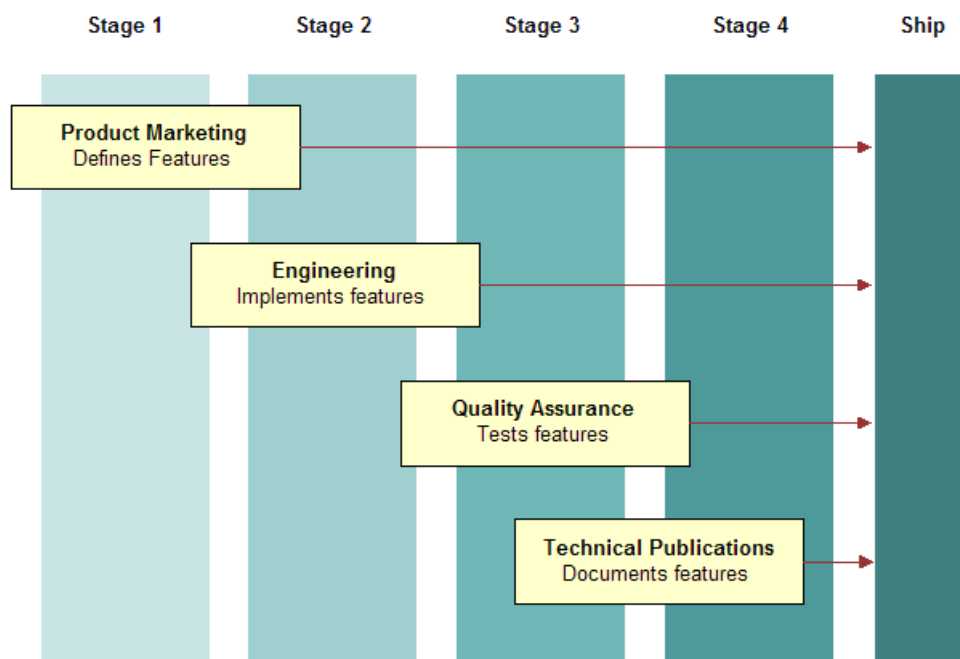 Stage 1
Stage 2
Stage 3
Stage 4
Ship
Product Marketing
Defines Features
Engineering
Implements features
Quality Assurance
Tests features
Technical Publications
Documents features